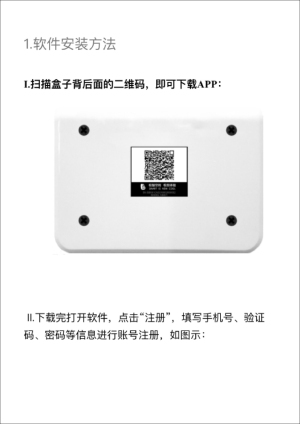 1.软件安装方法
I.扫描盒子背后面的二维码，即可下载APP：
II.下载完打开软件，点击“注册”，填写手机号、验证
码、密码等信息进行账号注册，如图示：